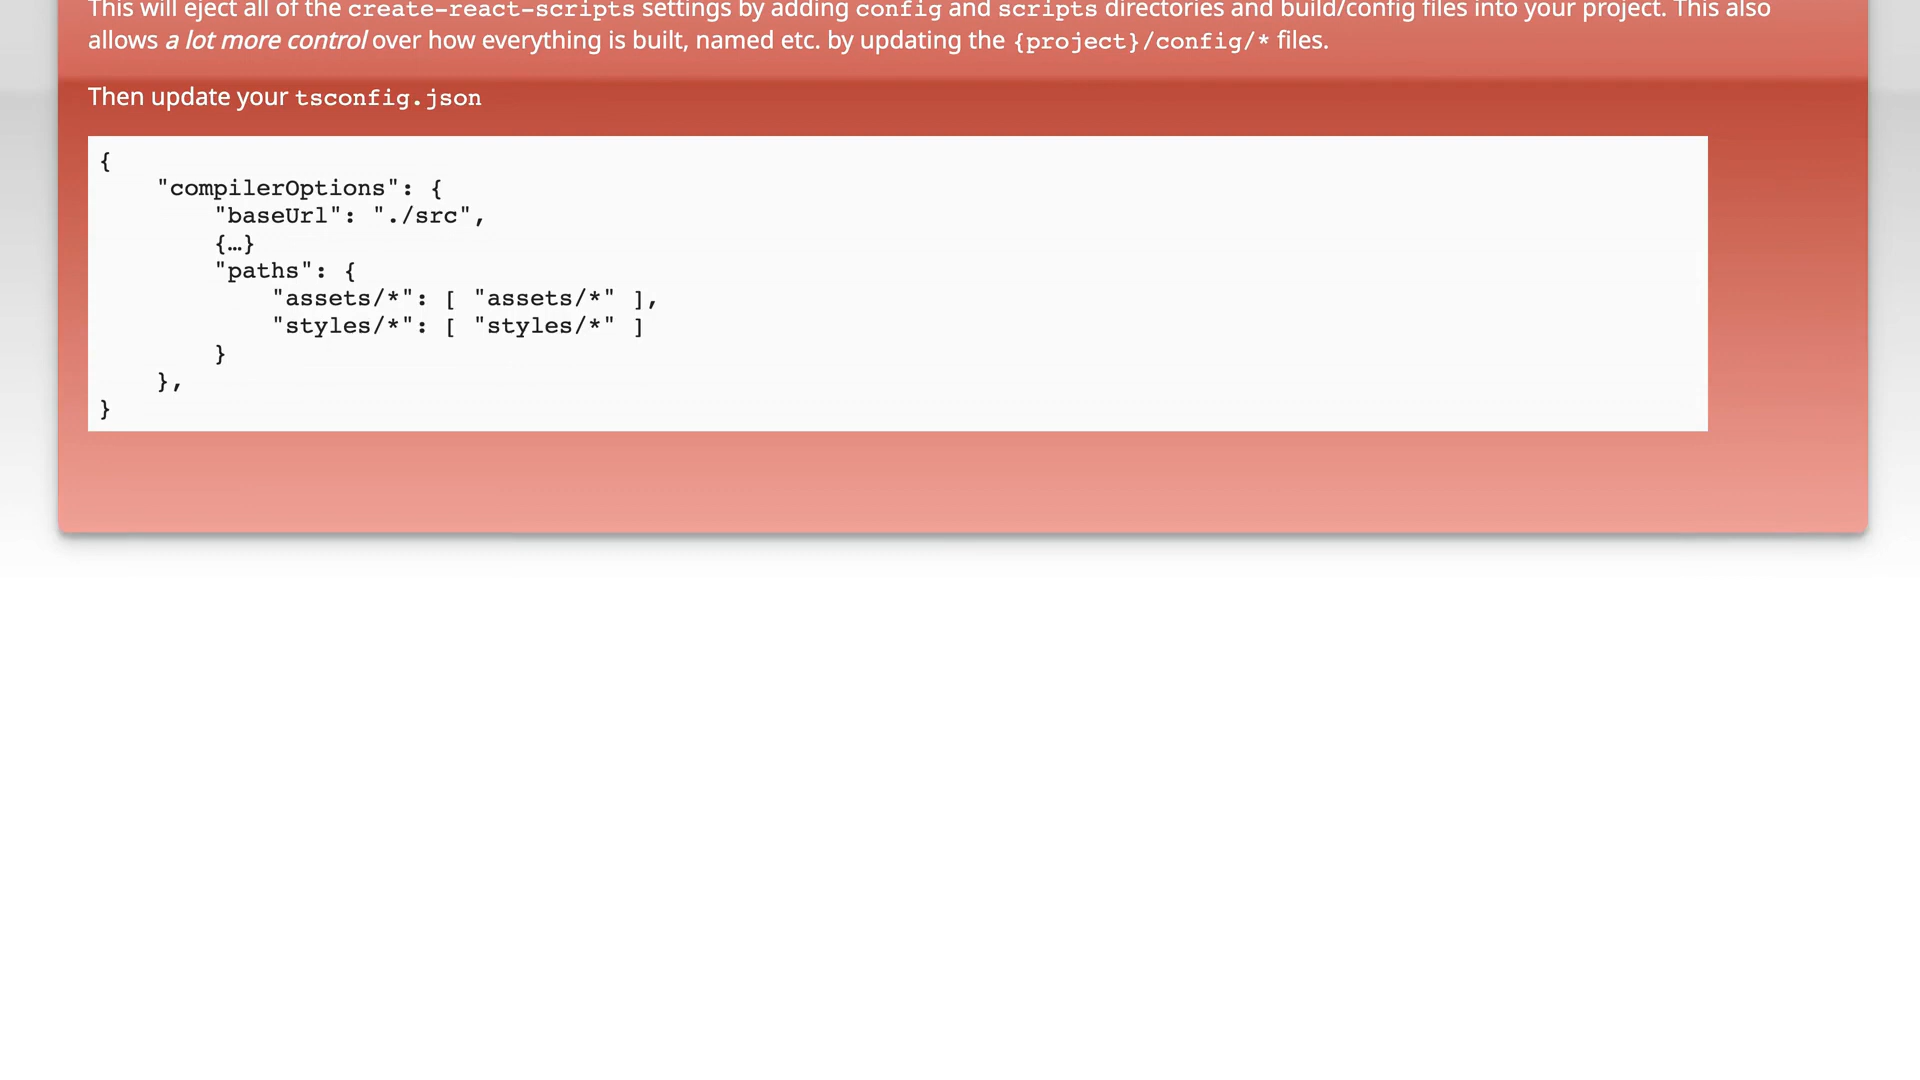 This will eject all of the create-react-scripts settings by adding config and scripts directories and build/config files into your project. This also
allows a lot more control over how everything is built, named etc. by updating the {project}/config/* files.
Then update your tsconfig.json
{
    "compilerOptions": {
        "baseUrl": "./src",
        {…}
        "paths": {
            "assets/*": [ "assets/*" ],
            "styles/*": [ "styles/*" ]
        }
    },
}